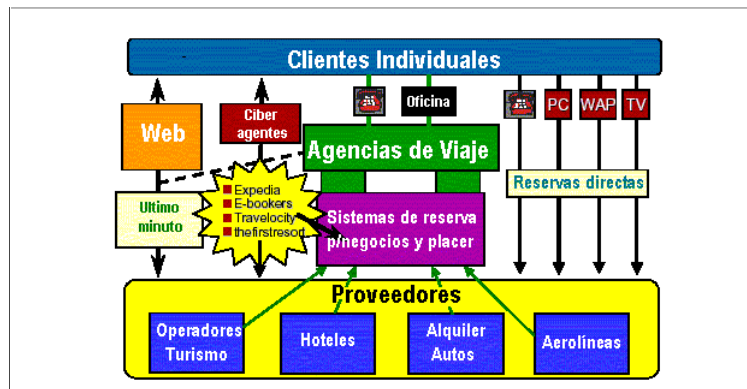 Clientes Individuales
Web
Ciber
agentes
Oficina
PC
WAP
TV
Agencias de Viaje
Reservas directas
Ultimo
minuto
Expedia
E-bookers
Travelocity
thefirstresort
Sistemas de reserva
p/negocios y placer
Proveedores
Operadores
Turismo
Hoteles
Alquiler
Autos
Aerolíneas